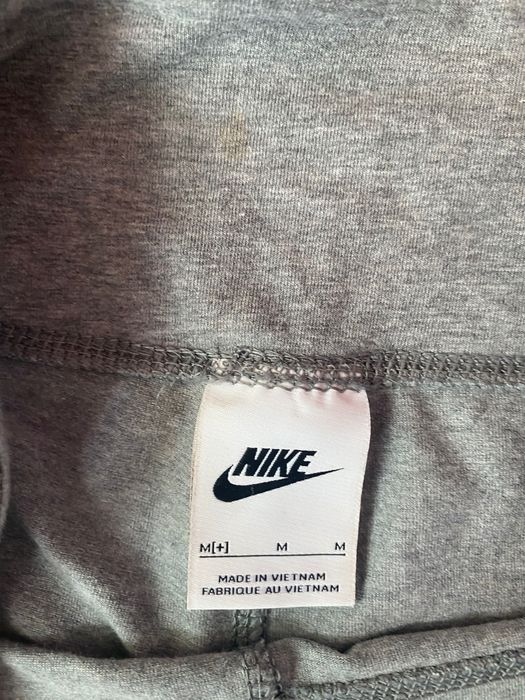 NIKE
M[+] M M
MADE IN VIETNAM
FABRIQUE AU VIETNAM